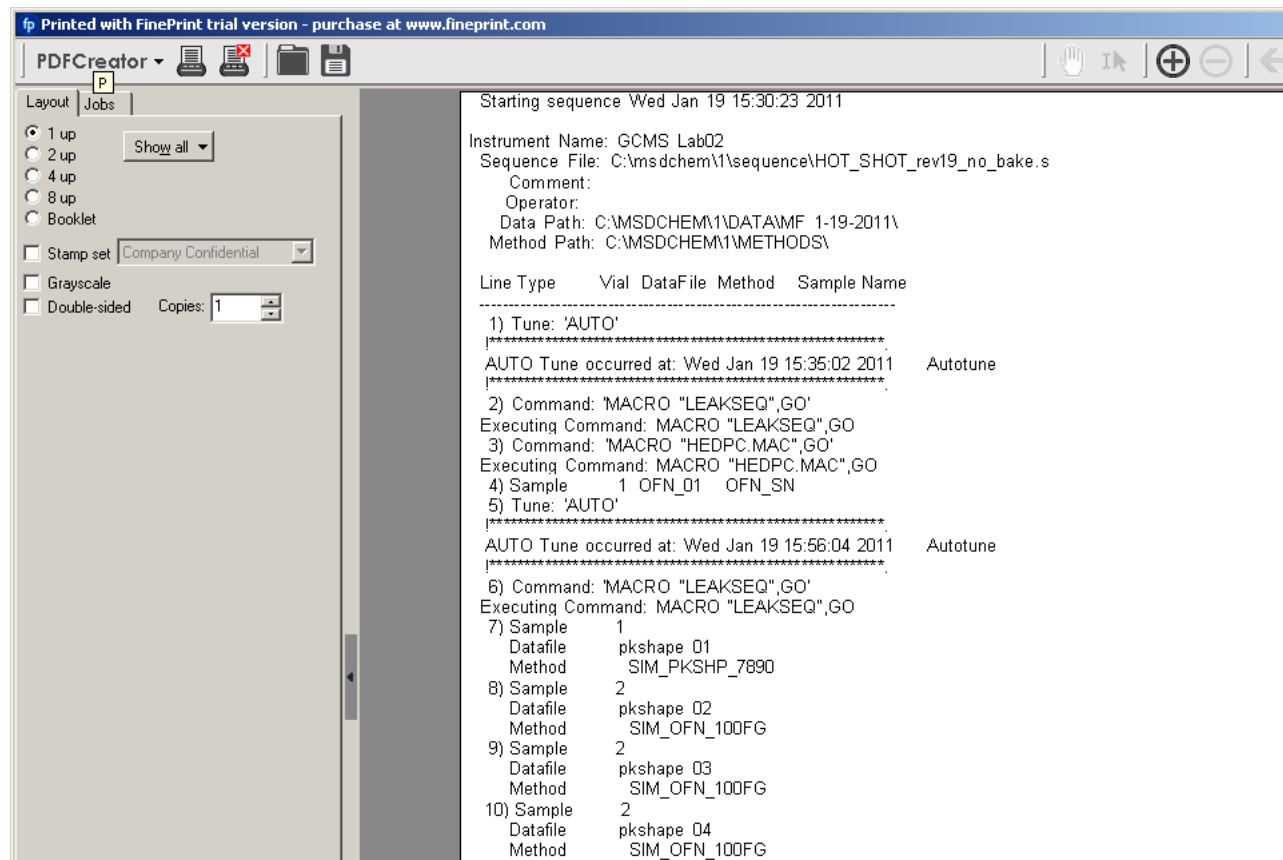 fp Printed with FinePrint trial version - purchase at www.fineprint.com
PDFCreator
P
Layout Jobs
1 up
2 up
4 up
8 up
Booklet
Show all
Stamp set Company Confidential
Grayscale
Double-sided Copies: 1
Starting sequence Wed Jan 19 15:30:23 2011
Instrument Name: GCMS Lab02
Sequence File: C:\msdchem\1\sequence\HOT_SHOT_rev19_no_bake.s
Comment:
Operator:
Data Path: C:\MSDCHEM\1\DATA\MF 1-19-2011\
Method Path: C:\MSDCHEM\1\METHODS\
Line Type Vial DataFile Method Sample Name
--------------------------------------------------------------------
1) Tune: 'AUTO'
!****************************************************************.
AUTO Tune occurred at: Wed Jan 19 15:35:02 2011 Autotune
!****************************************************************.
2) Command: 'MACRO "LEAKSEQ",GO'
Executing Command: MACRO "LEAKSEQ",GO
3) Command: 'MACRO "HEDPC.MAC",GO'
Executing Command: MACRO "HEDPC.MAC",GO
4) Sample 1 OFN_01 OFN_SN
5) Tune: 'AUTO'
!****************************************************************.
AUTO Tune occurred at: Wed Jan 19 15:56:04 2011 Autotune
!****************************************************************.
6) Command: 'MACRO "LEAKSEQ",GO'
Executing Command: MACRO "LEAKSEQ",GO
7) Sample 1
Datafile pkshape 01
Method SIM_PKSHP_7890
8) Sample 2
Datafile pkshape 02
Method SIM_OFN_100FG
9) Sample 2
Datafile pkshape 03
Method SIM_OFN_100FG
10) Sample 2
Datafile pkshape 04
Method SIM_OFN_100FG